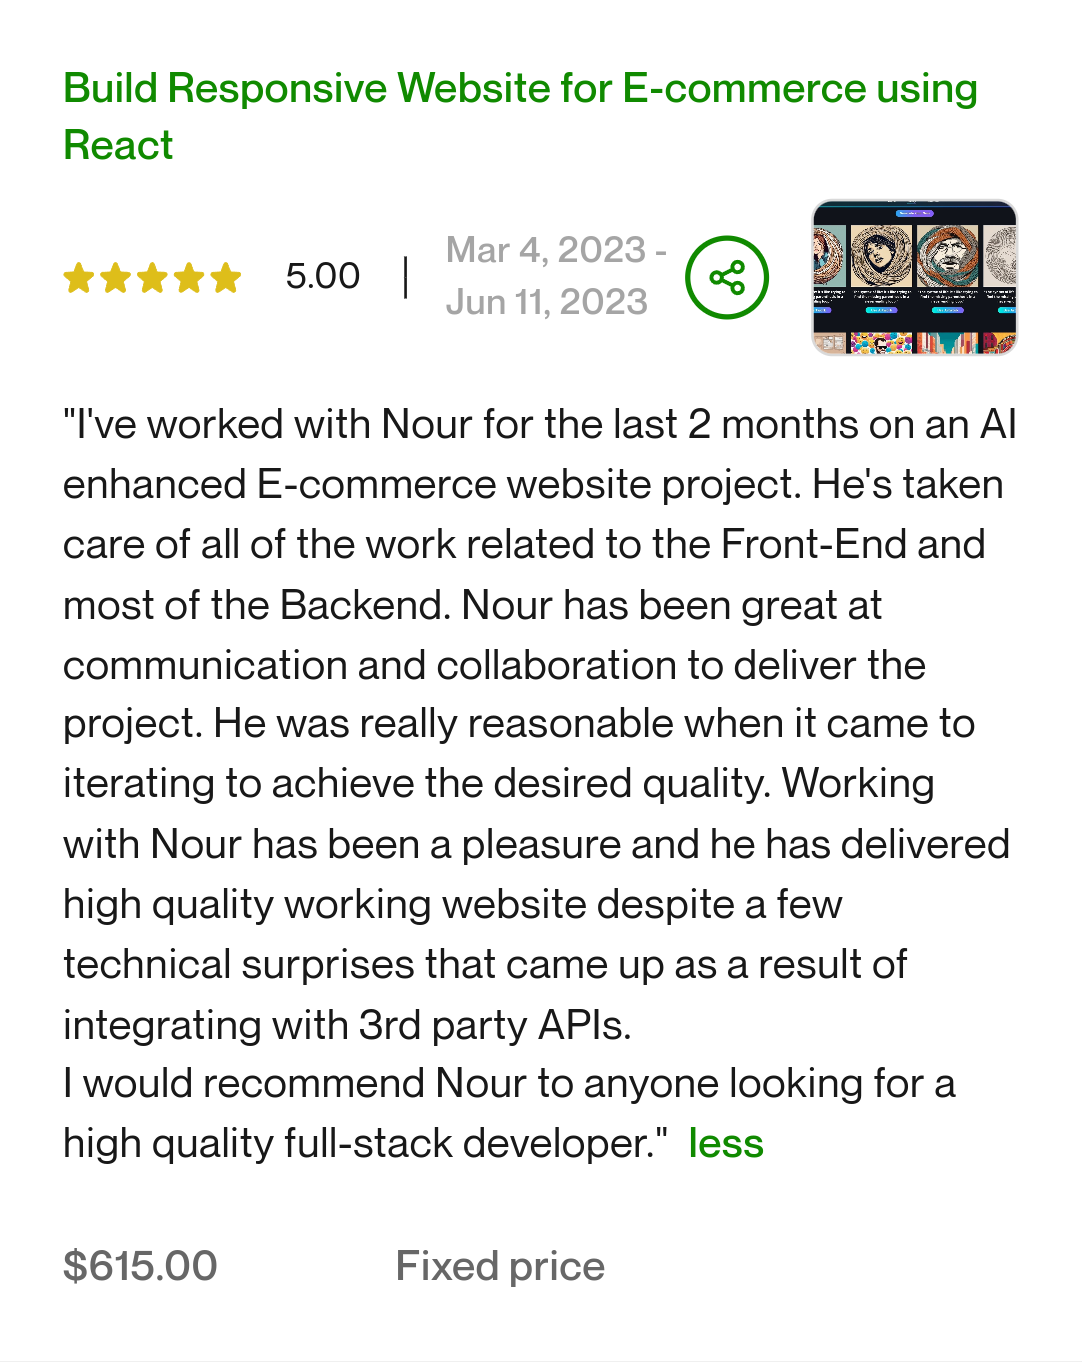 Build Responsive Website for E-commerce using
React
5.00 |
Mar 4, 2023 -
Jun 11, 2023
"I've worked with Nour for the last 2 months on an AI
enhanced E-commerce website project. He's taken
care of all of the work related to the Front-End and
most of the Backend. Nour has been great at
communication and collaboration to deliver the
project. He was really reasonable when it came to
iterating to achieve the desired quality. Working
with Nour has been a pleasure and he has delivered
high quality working website despite a few
technical surprises that came up as a result of
integrating with 3rd party APIs.
I would recommend Nour to anyone looking for a
high quality full-stack developer." less
$615.00 Fixed price